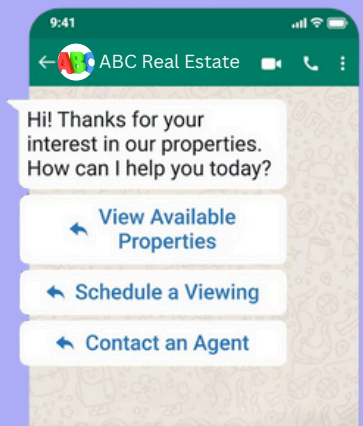 9:41
ABC ABC Real Estate
Hi! Thanks for your
interest in our properties.
How can I help you today?
View Available
Properties
Schedule a Viewing
Contact an Agent